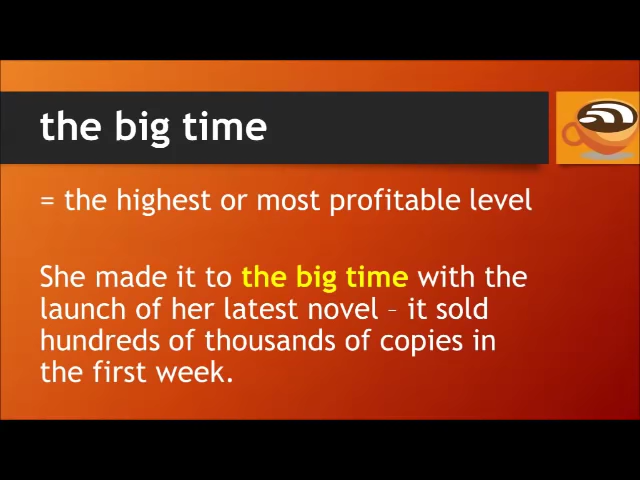 the big time
= the highest or most profitable level
She made it to the big time with the
launch of her latest novel – it sold
hundreds of thousands of copies in
the first week.